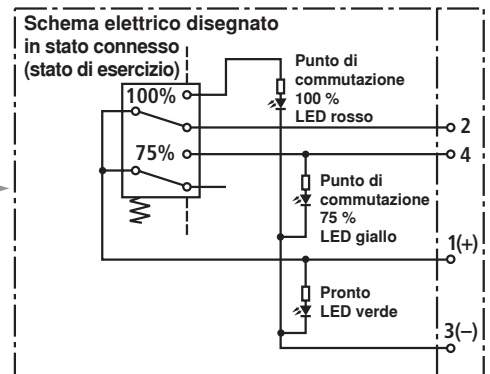 Schema elettrico disegnato
in stato connesso
(stato di esercizio)
100%
75%
Punto di
commutazione
100 %
LED rosso
2
4
Punto di
commutazione
75 %
LED giallo
1(+)
Pronto
LED verde
3(−)